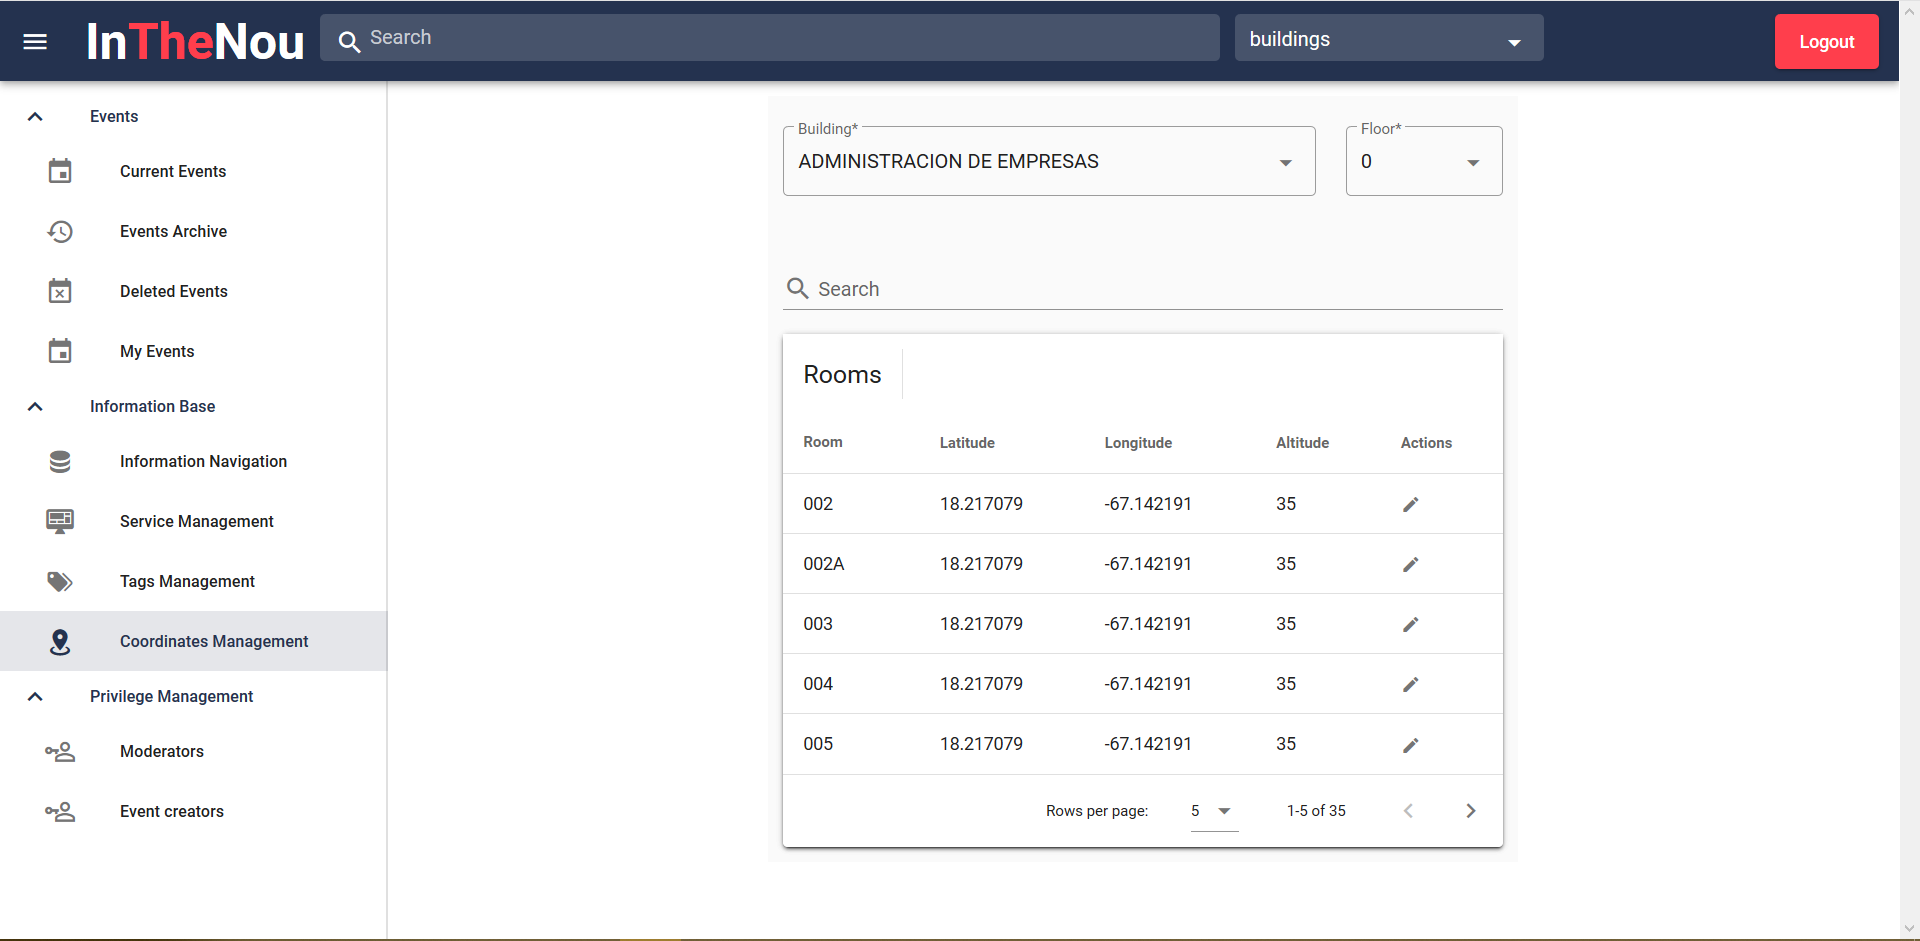 InTheNou
Search
buildings
Logout
Events
Current Events
Events Archive
Deleted Events
My Events
Information Base
Information Navigation
Service Management
Tags Management
Coordinates Management
Privilege Management
Moderators
Event creators
Building*
ADMINISTRACION DE EMPRESAS
Floor*
0
Search
Rooms
Room Latitude Longitude Altitude Actions
002 18.217079 -67.142191 35
002A 18.217079 -67.142191 35
003 18.217079 -67.142191 35
004 18.217079 -67.142191 35
005 18.217079 -67.142191 35
Rows per page: 5 1-5 of 35